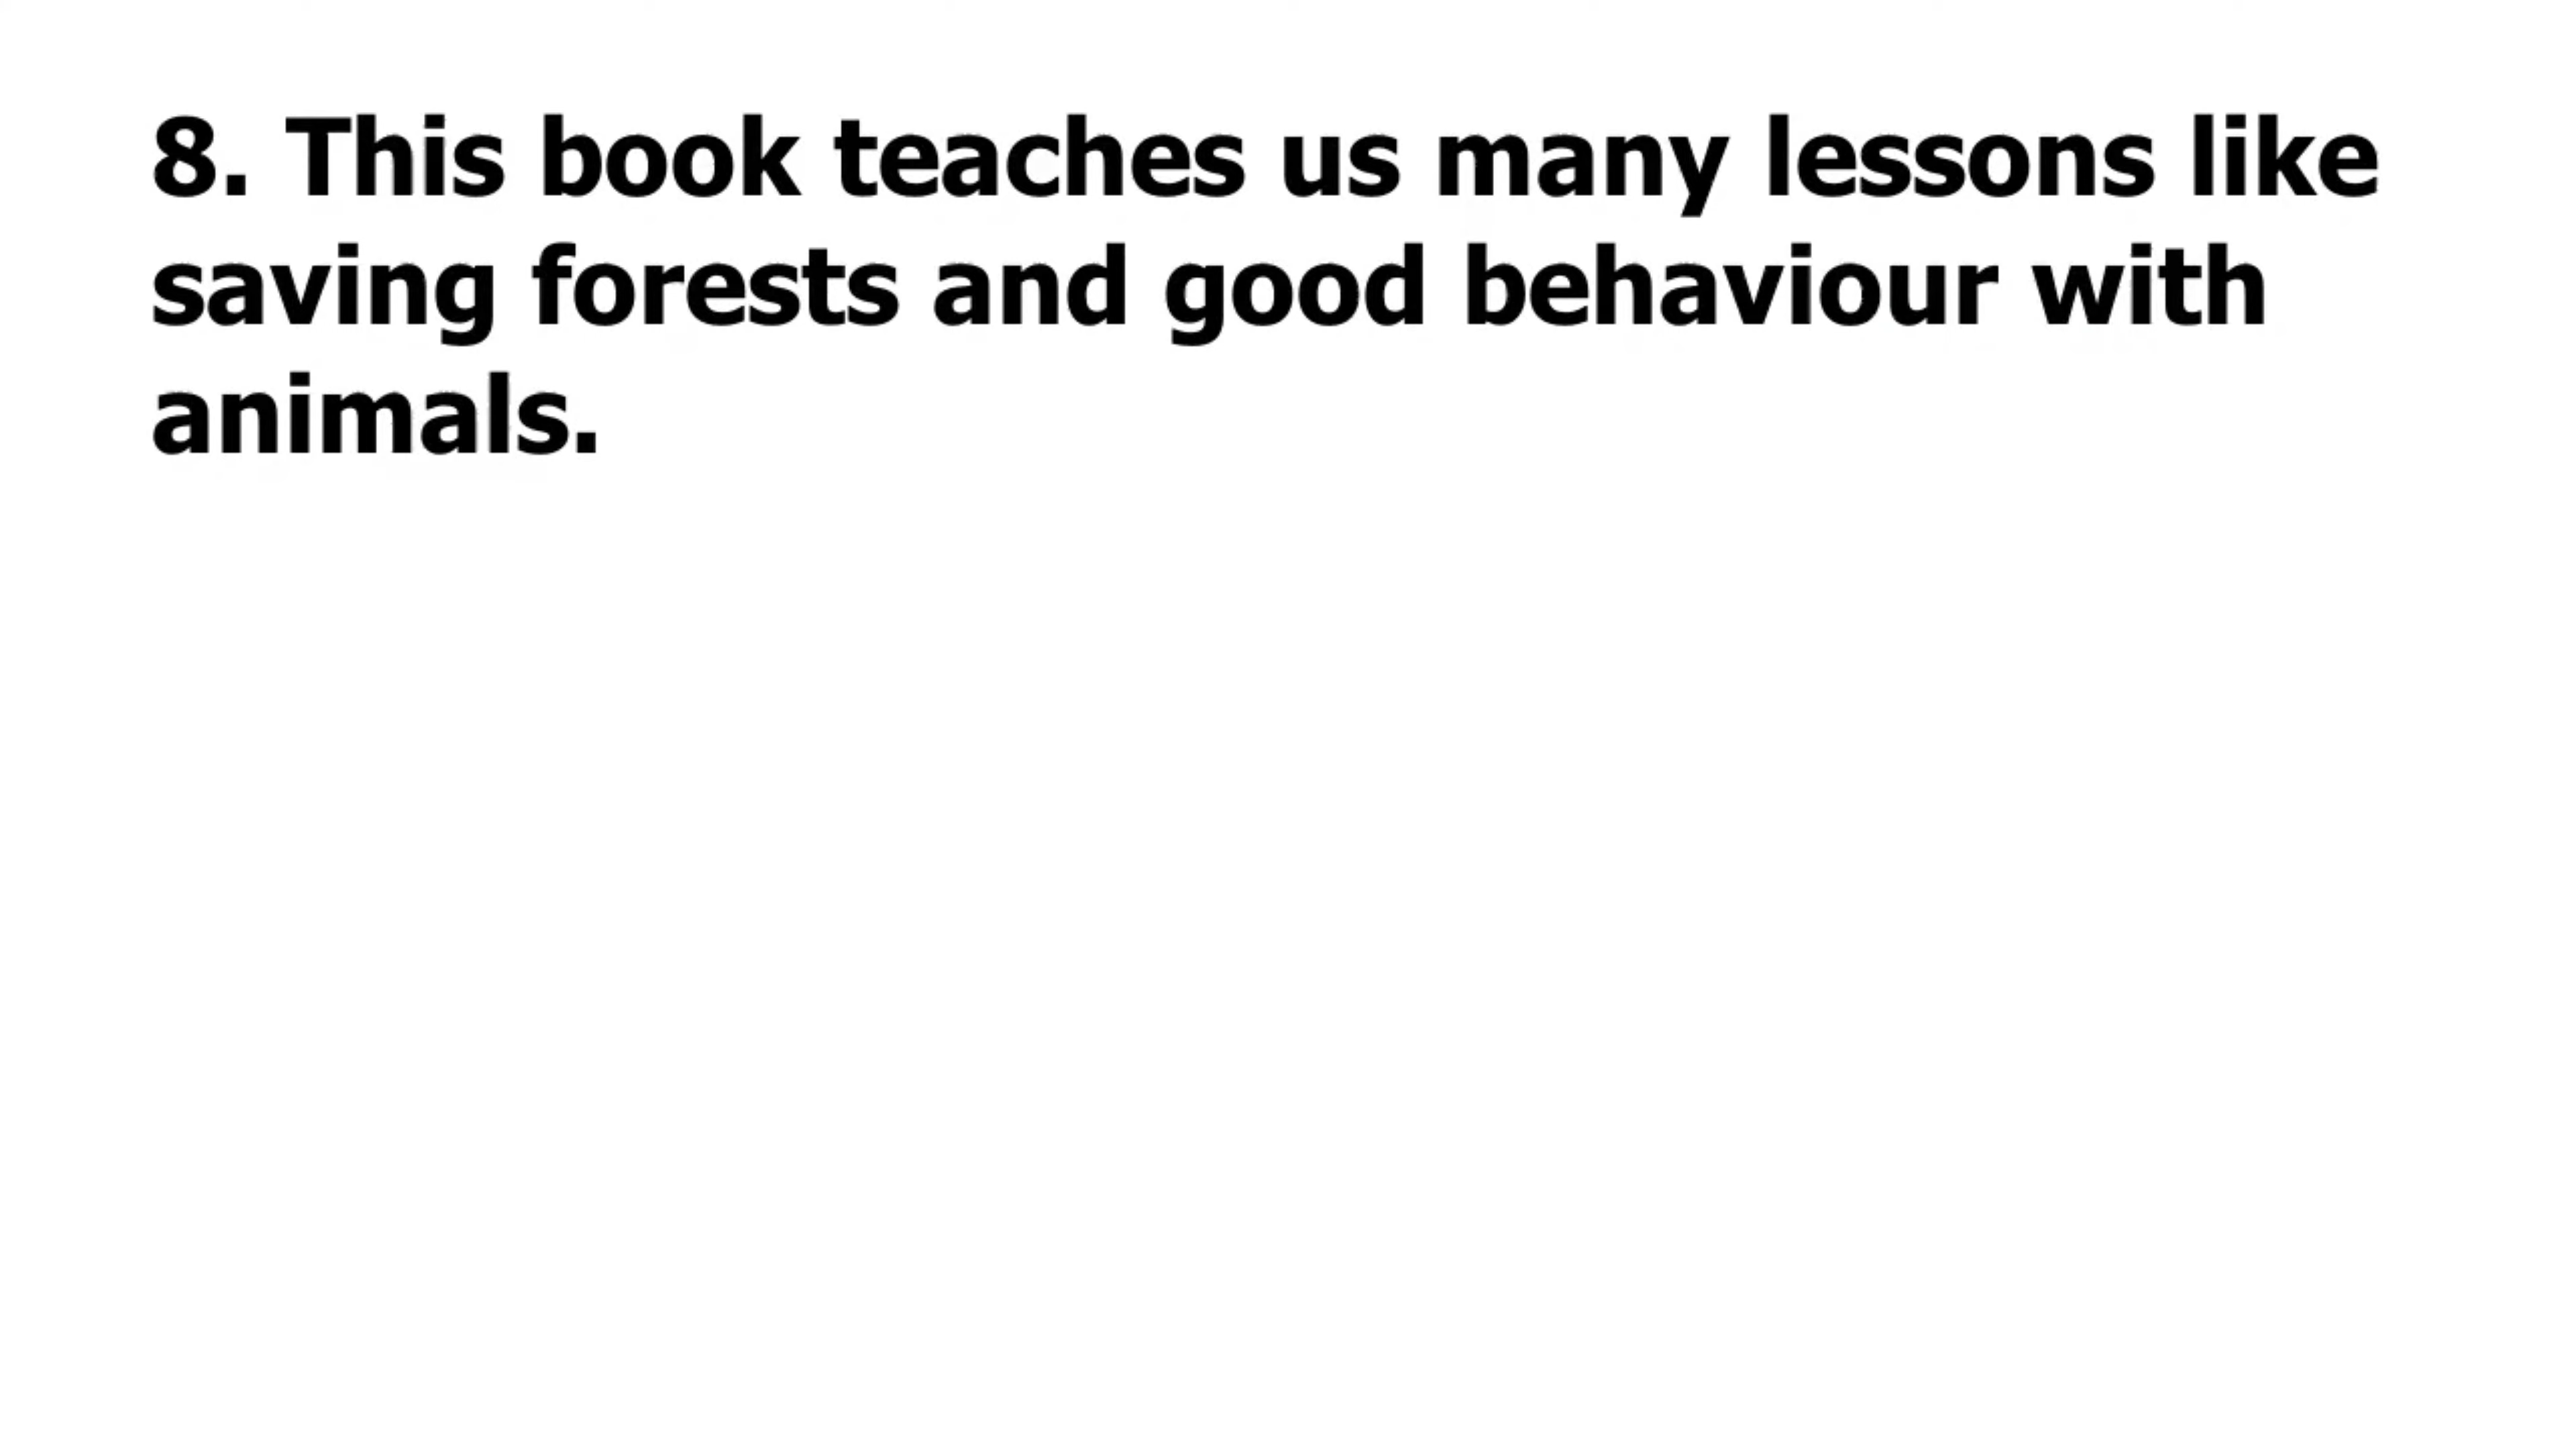 8. This book teaches us many lessons like
saving forests and good behaviour with
animals.